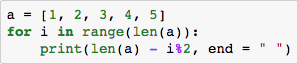 a = [1, 2, 3, 4, 5]
for i in range(len(a)):
    print(len(a) - i%2, end = " ")